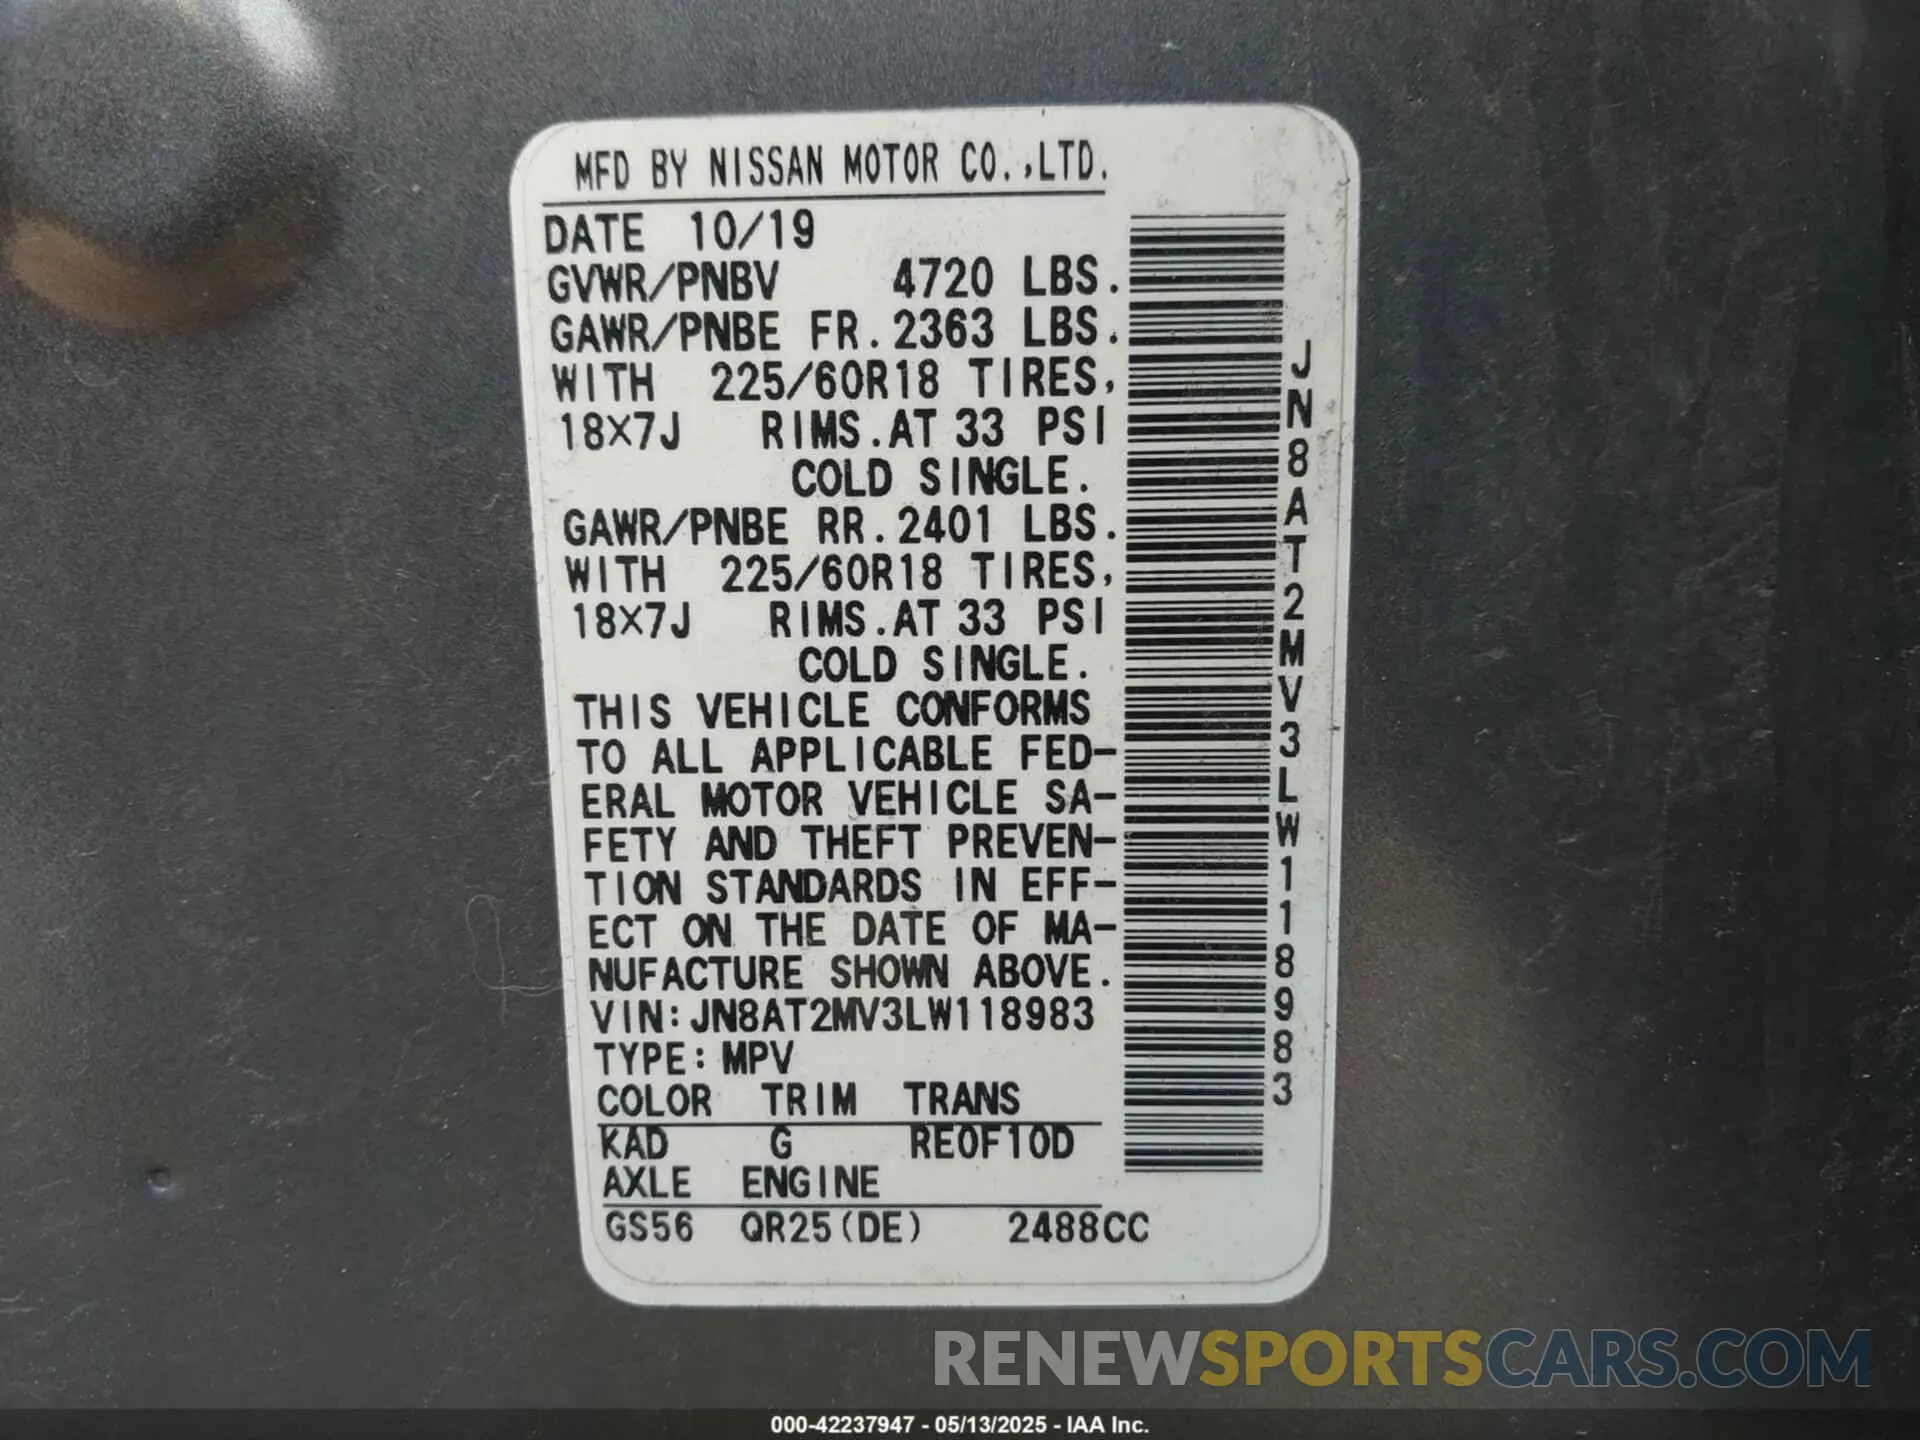 MFD BY NISSAN MOTOR CO.,LTD.
DATE 10/19
GVWR/PNBV 4720 LBS.
GAWR/PNBE FR. 2363 LBS.
WITH 225/60R18 TIRES,
18X7J RIMS.AT 33 PSI
COLD SINGLE.
GAWR/PNBE RR. 2401 LBS.
WITH 225/60R18 TIRES,
18X7J RIMS.AT 33 PSI
COLD SINGLE.
THIS VEHICLE CONFORMS
TO ALL APPLICABLE FED-
ERAL MOTOR VEHICLE SA-
FETY AND THEFT PREVEN-
TION STANDARDS IN EFF-
ECT ON THE DATE OF MA-
NUFACTURE SHOWN ABOVE.
VIN:JN8AT2MV3LW118983
TYPE:MPV
COLOR TRIM TRANS
KAD G RE0F10D
AXLE ENGINE
GS56 QR25(DE) 2488CC
JN8AT2MV3LW118983
RENEWSPORTSCARS.COM
000-42237947 - 05/13/2025 - IAA Inc.